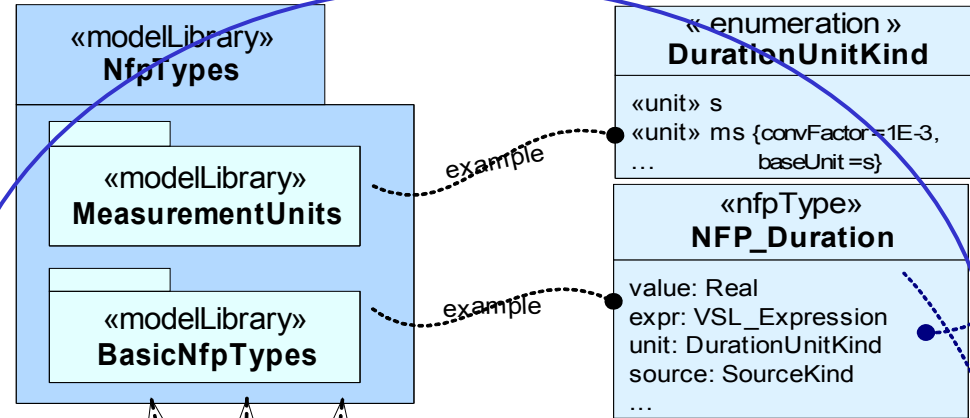 «modelLibrary»
NfpTypes
«modelLibrary»
MeasurementUnits
«modelLibrary»
BasicNfpTypes
example
example
« enumeration »
DurationUnitKind
«unit» s
«unit» ms {convFactor=1E-3,
... baseUnit=s}
«nfpType»
NFP_Duration
value: Real
expr: VSL_Expression
unit: DurationUnitKind
source: SourceKind
...